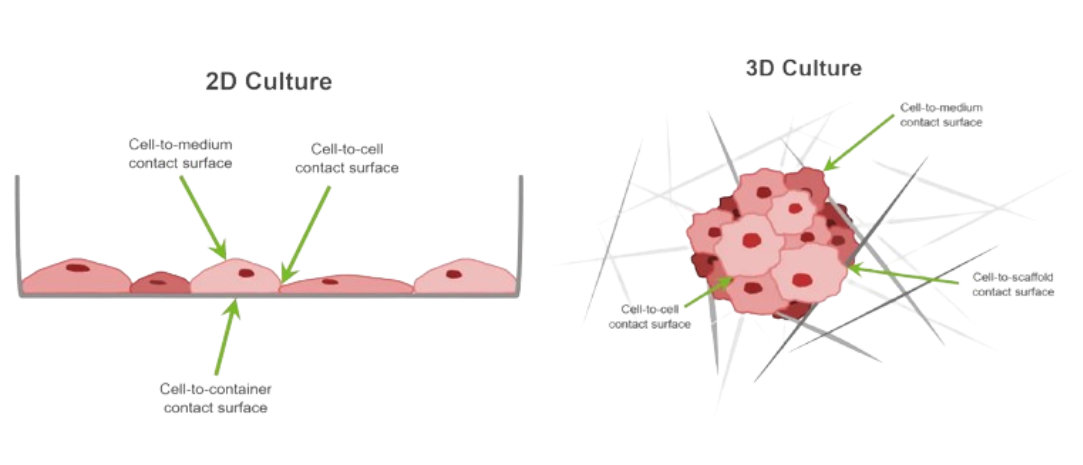 2D Culture
Cell-to-medium
contact surface
Cell-to-cell
contact surface
Cell-to-container
contact surface
3D Culture
Cell-to-medium
contact surface
Cell-to-scaffold
contact surface
Cell-to-cell
contact surface